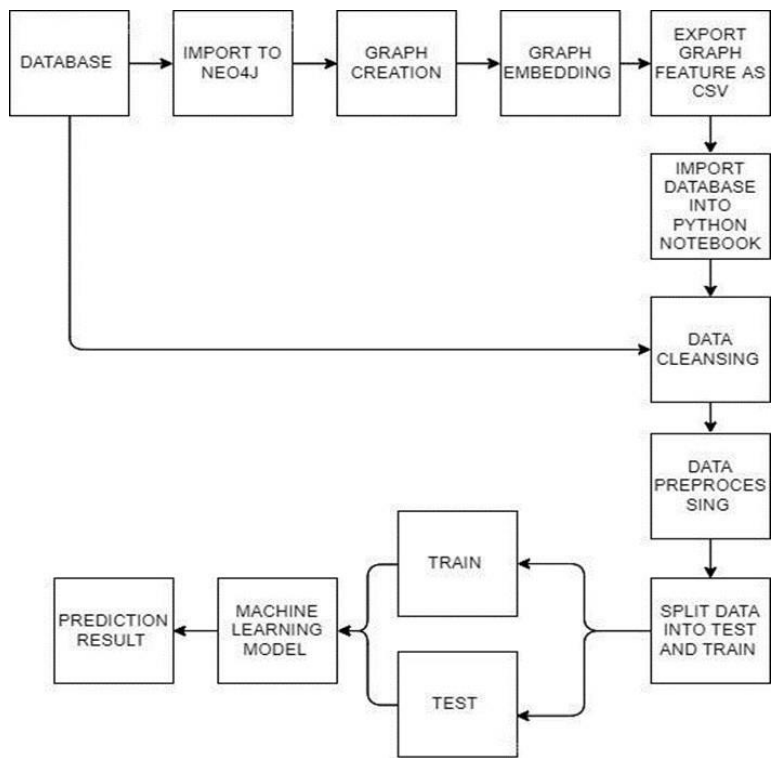 DATABASE
IMPORT TO
NEO4J
GRAPH
CREATION
GRAPH
EMBEDDING
EXPORT
GRAPH
FEATURE AS
CSV
IMPORT
DATABASE
INTO
PYTHON
NOTEBOOK
DATA
CLEANSING
DATA
PREPROCES
SING
SPLIT DATA
INTO TEST
AND TRAIN
TRAIN
TEST
MACHINE
LEARNING
MODEL
PREDICTION
RESULT